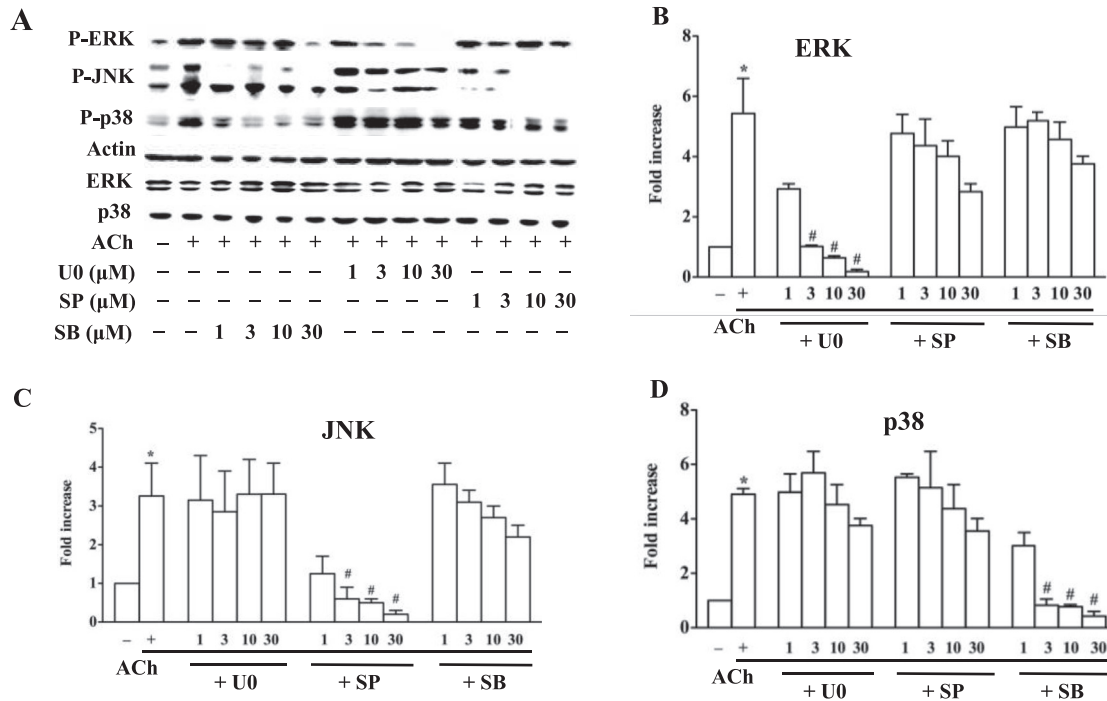 A
P-ERK
P-JNK
P-p38
Actin
ERK
p38
ACh – + + + + + + + + + + + + +
U0 (µM) – – – – – – 1 3 10 30 – – – –
SP (µM) – – – – – – – – – – 1 3 10 30
SB (µM) – – 1 3 10 30 – – – – – – – –
B
ERK
Fold increase
8
6
4
2
0
*
# # #
– + 1 3 10 30 1 3 10 30 1 3 10 30
ACh
+ U0 + SP + SB
C
JNK
Fold increase
5
4
3
2
1
0
*
# # #
– + 1 3 10 30 1 3 10 30 1 3 10 30
ACh
+ U0 + SP + SB
D
p38
Fold increase
8
6
4
2
0
*
# # #
– + 1 3 10 30 1 3 10 30 1 3 10 30
ACh
+ U0 + SP + SB